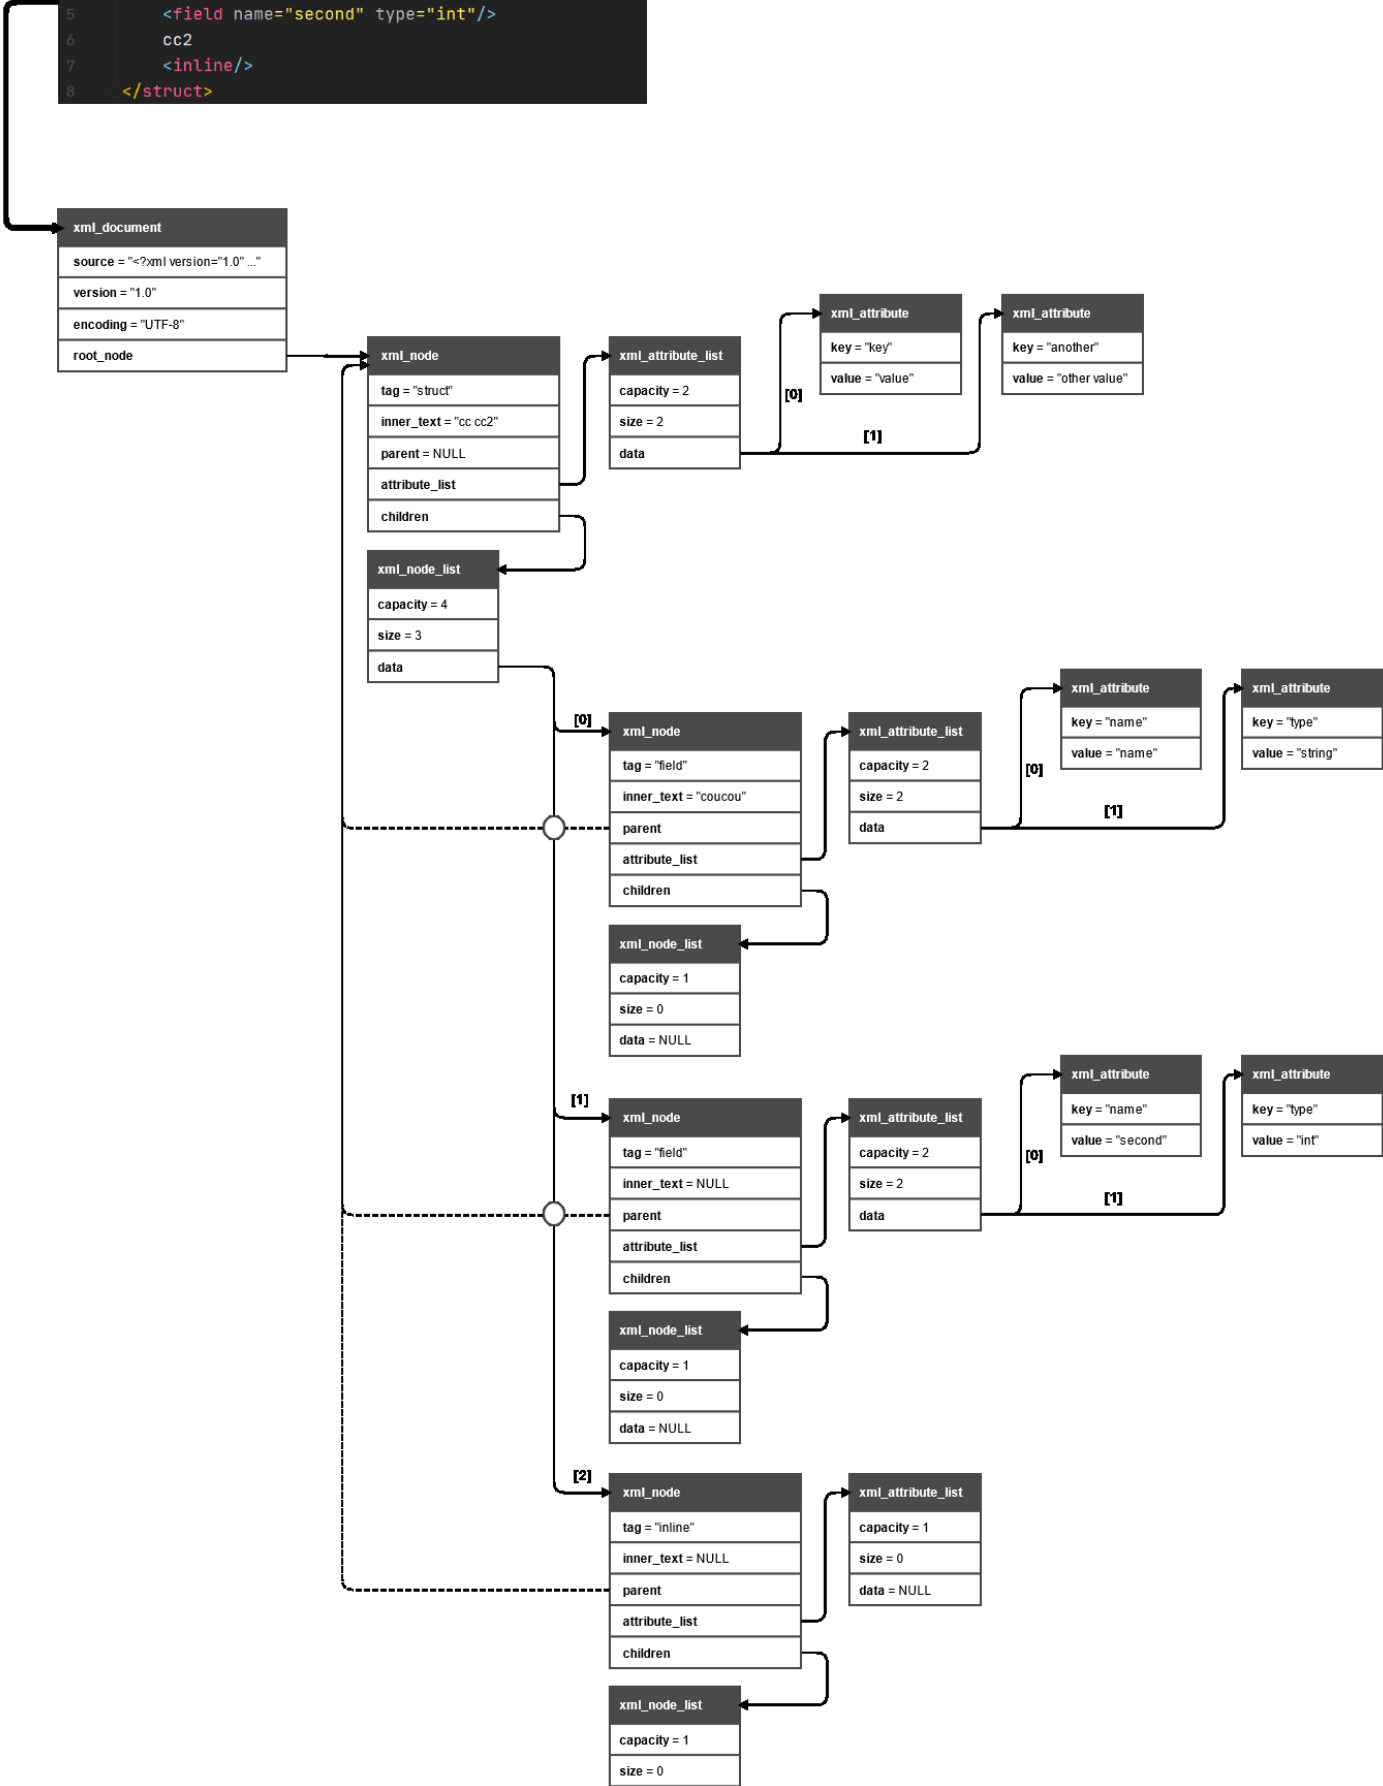 5 <field name="second" type="int"/>
6 cc2
7 <inline/>
8 </struct>
xml_document
source = "<?xml version="1.0" ..."
version = "1.0"
encoding = "UTF-8"
root_node
xml_node
tag = "struct"
inner_text = "cc cc2"
parent = NULL
attribute_list
children
xml_attribute_list
capacity = 2
size = 2
data
[0]
xml_attribute
key = "key"
value = "value"
[1]
xml_attribute
key = "another"
value = "other value"
xml_node_list
capacity = 4
size = 3
data
[0]
xml_node
tag = "field"
inner_text = "coucou"
parent
attribute_list
children
xml_attribute_list
capacity = 2
size = 2
data
[0]
xml_attribute
key = "name"
value = "name"
[1]
xml_attribute
key = "type"
value = "string"
xml_node_list
capacity = 1
size = 0
data = NULL
[1]
xml_node
tag = "field"
inner_text = NULL
parent
attribute_list
children
xml_attribute_list
capacity = 2
size = 2
data
[0]
xml_attribute
key = "name"
value = "second"
[1]
xml_attribute
key = "type"
value = "int"
xml_node_list
capacity = 1
size = 0
data = NULL
[2]
xml_node
tag = "inline"
inner_text = NULL
parent
attribute_list
children
xml_attribute_list
capacity = 1
size = 0
data = NULL
xml_node_list
capacity = 1
size = 0